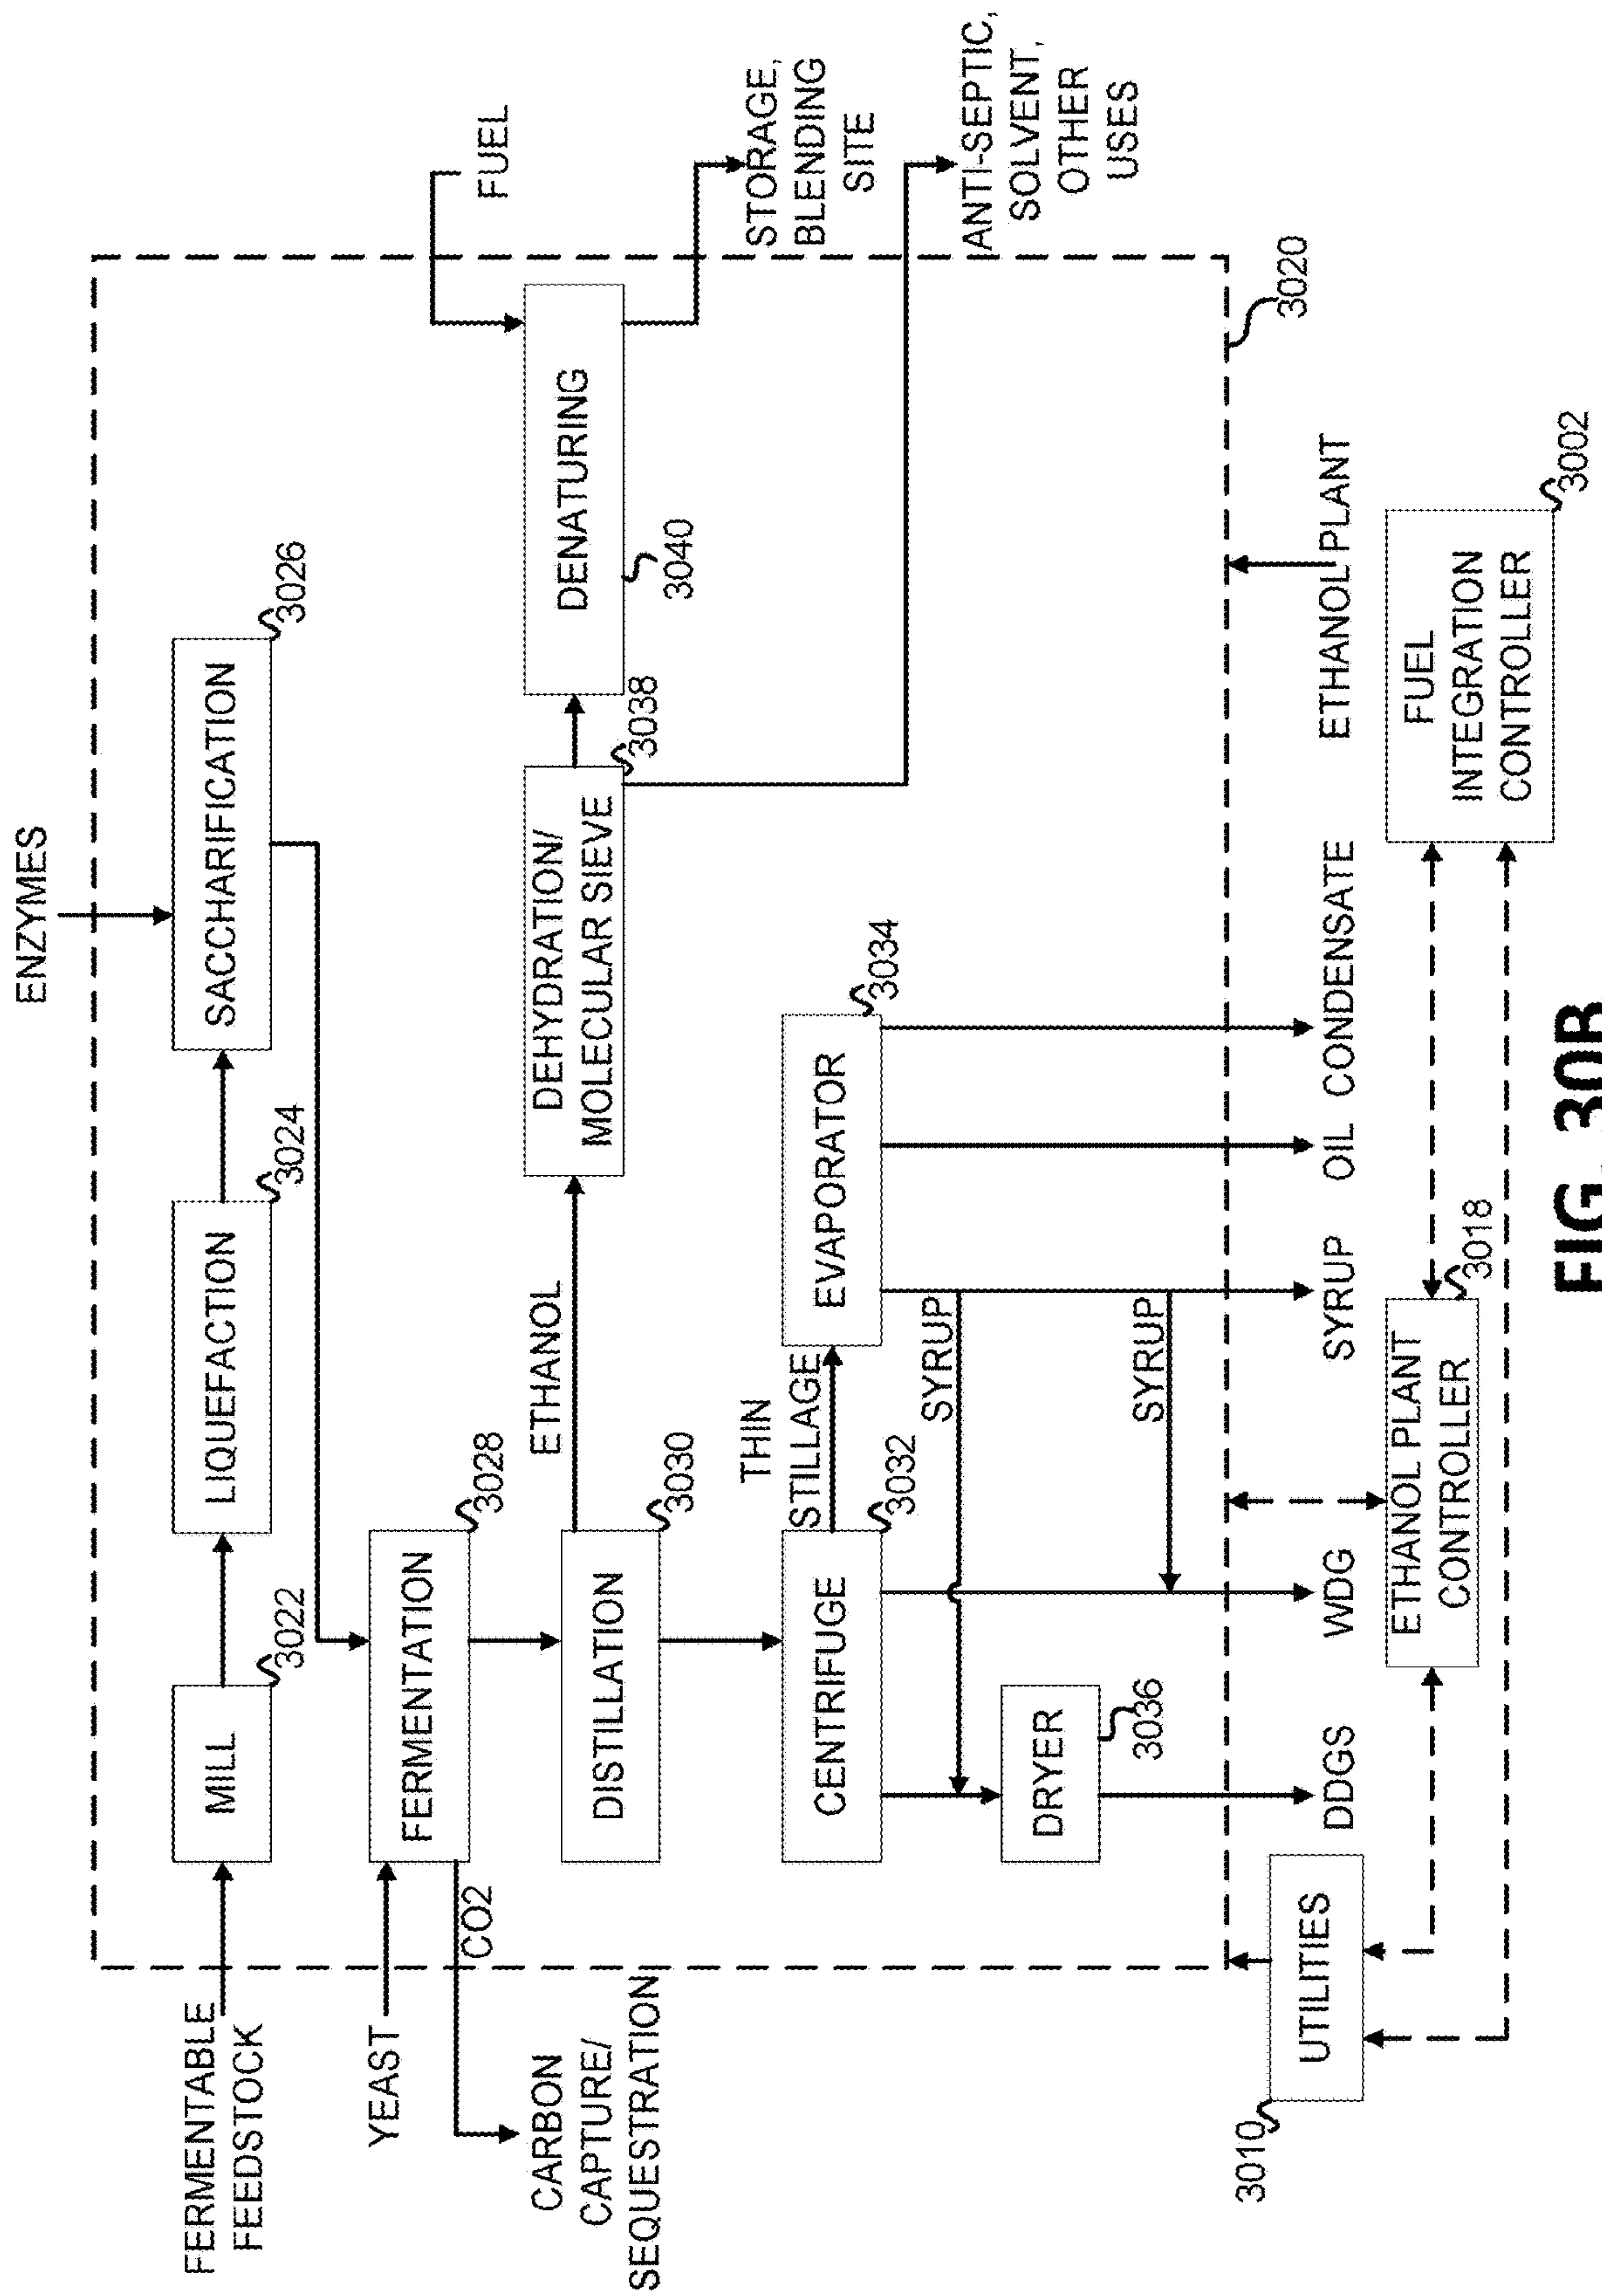 ENZYMES
FERMENTABLE
FEEDSTOCK
MILL
3022
LIQUEFACTION
3024
SACCHARIFICATION
3026
YEAST
FERMENTATION
3028
CO2
CARBON
CAPTURE/
SEQUESTRATION
DISTILLATION
3030
ETHANOL
DEHYDRATION/
MOLECULAR SIEVE
3038
DENATURING
3040
FUEL
STORAGE,
BLENDING
SITE
ANTI-SEPTIC,
SOLVENT,
OTHER
USES
CENTRIFUGE
3032
THIN
STILLAGE
EVAPORATOR
3034
SYRUP
SYRUP
DRYER
3036
3020
DDGS
WDG
SYRUP
OIL
CONDENSATE
ETHANOL PLANT
3010
UTILITIES
ETHANOL PLANT
CONTROLLER
3018
FUEL
INTEGRATION
CONTROLLER
3002
FIG. 30B